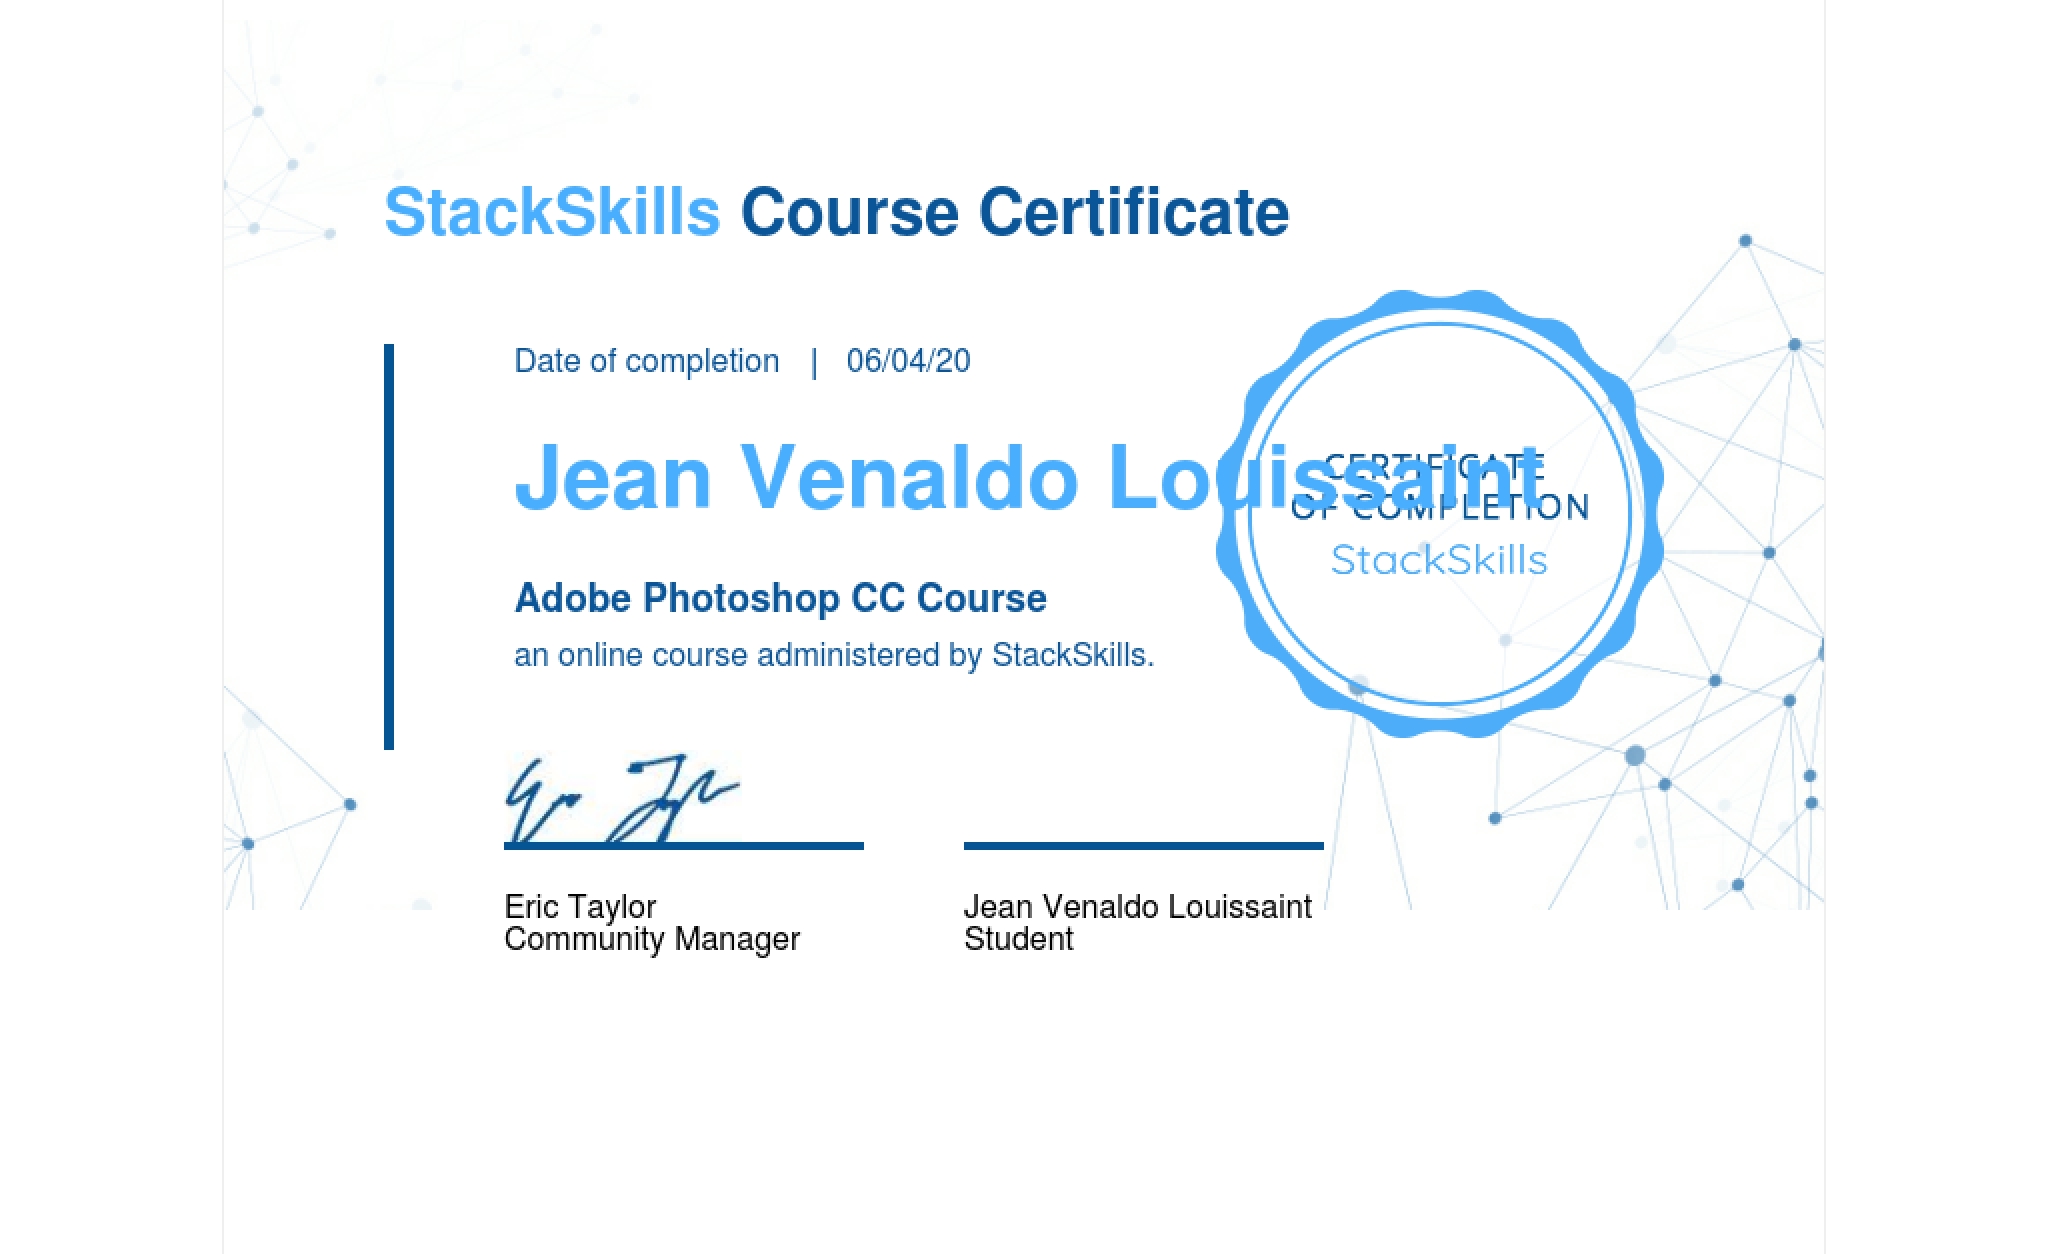 StackSkills Course Certificate
Date of completion | 06/04/20
Jean Venaldo Louissaint
CERTIFICATE
OF COMPLETION
StackSkills
Adobe Photoshop CC Course
an online course administered by StackSkills.
Eric Taylor
Community Manager
Jean Venaldo Louissaint
Student